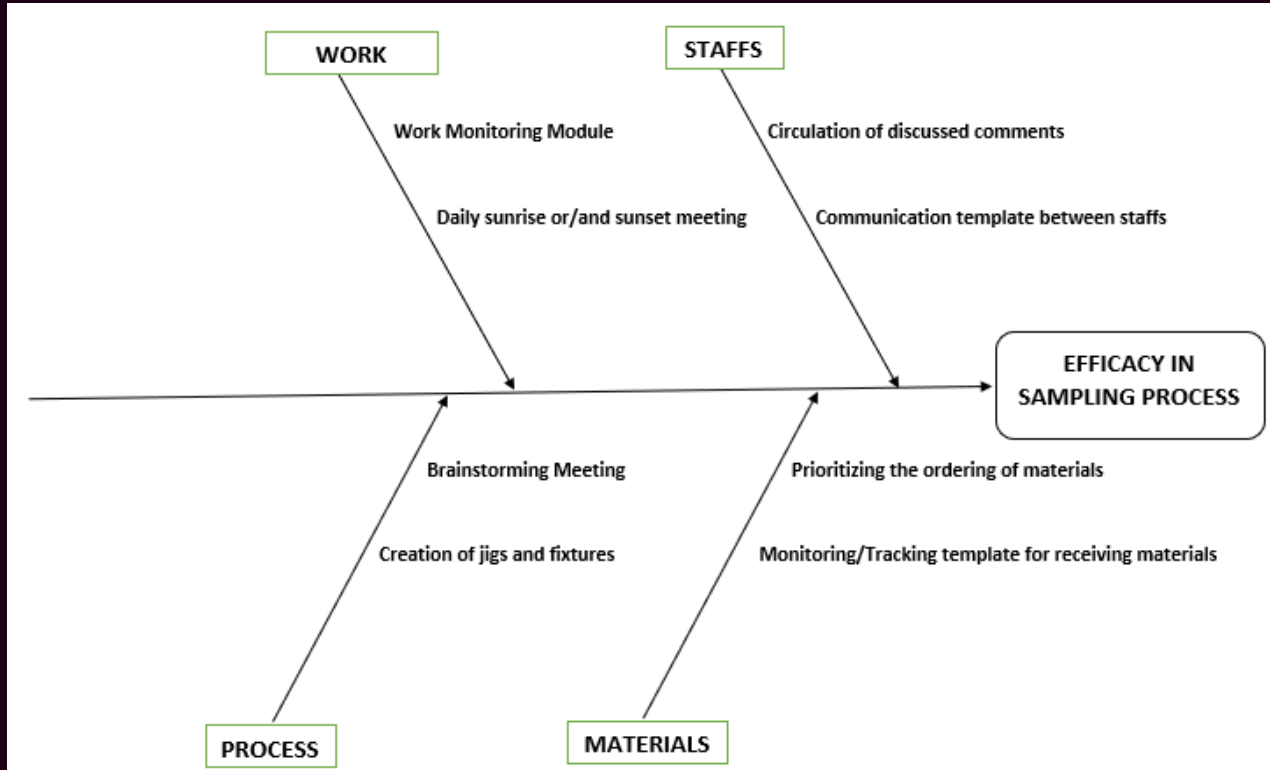 WORK
STAFFS
Work Monitoring Module
Circulation of discussed comments
Daily sunrise or/and sunset meeting
Communication template between staffs
EFFICACY IN
SAMPLING PROCESS
Brainstorming Meeting
Prioritizing the ordering of materials
Creation of jigs and fixtures
Monitoring/Tracking template for receiving materials
PROCESS
MATERIALS